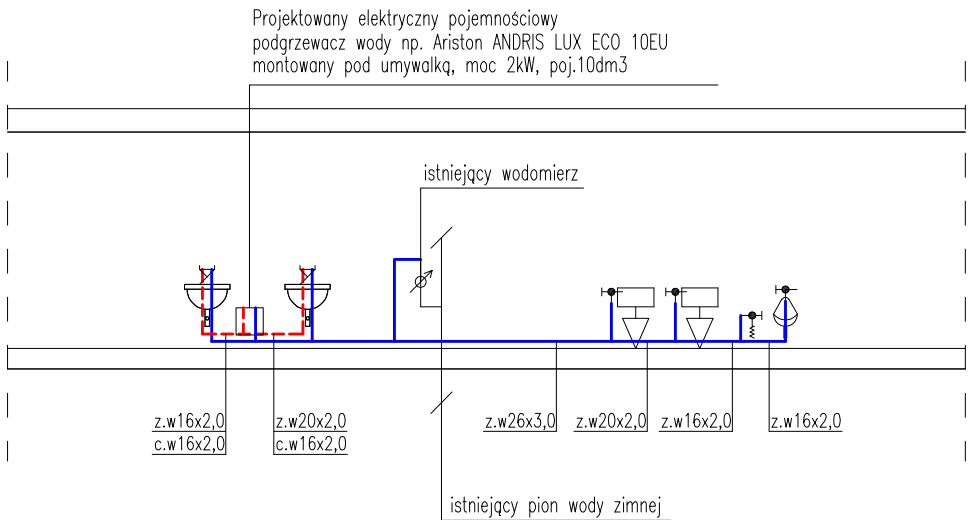 Projektowany elektryczny pojemnościowy
podgrzewacz wody np. Ariston ANDRIS LUX ECO 10EU
montowany pod umywalką, moc 2kW, poj.10dm3
istniejący wodomierz
z.w16x2,0
c.w16x2,0
z.w20x2,0
c.w16x2,0
z.w26x3,0
z.w20x2,0
z.w16x2,0
z.w16x2,0
istniejący pion wody zimnej